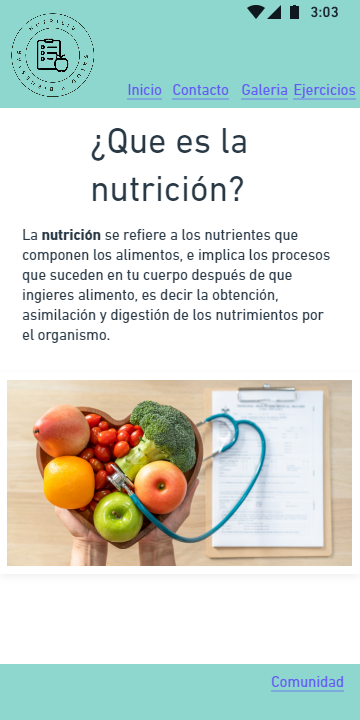 3:03
Inicio Contacto Galeria Ejercicios
¿Que es la
nutrición?
La nutrición se refiere a los nutrientes que
componen los alimentos, e implica los procesos
que suceden en tu cuerpo después de que
ingieres alimento, es decir la obtención,
asimilación y digestión de los nutrimientos por
el organismo.
Comunidad